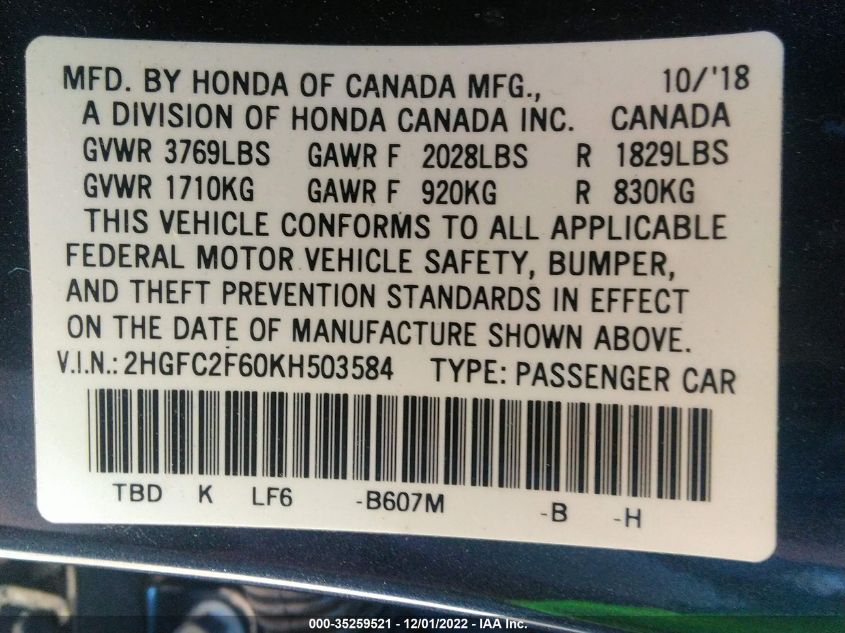 MFD. BY HONDA OF CANADA MFG., 10/'18
A DIVISION OF HONDA CANADA INC. CANADA
GVWR 3769LBS GAWR F 2028LBS R 1829LBS
GVWR 1710KG GAWR F 920KG R 830KG
THIS VEHICLE CONFORMS TO ALL APPLICABLE
FEDERAL MOTOR VEHICLE SAFETY, BUMPER,
AND THEFT PREVENTION STANDARDS IN EFFECT
ON THE DATE OF MANUFACTURE SHOWN ABOVE.
V.I.N.: 2HGFC2F60KH503584 TYPE: PASSENGER CAR
TBD K LF6 -B607M -B -H
000-35259521 - 12/01/2022 - IAA Inc.